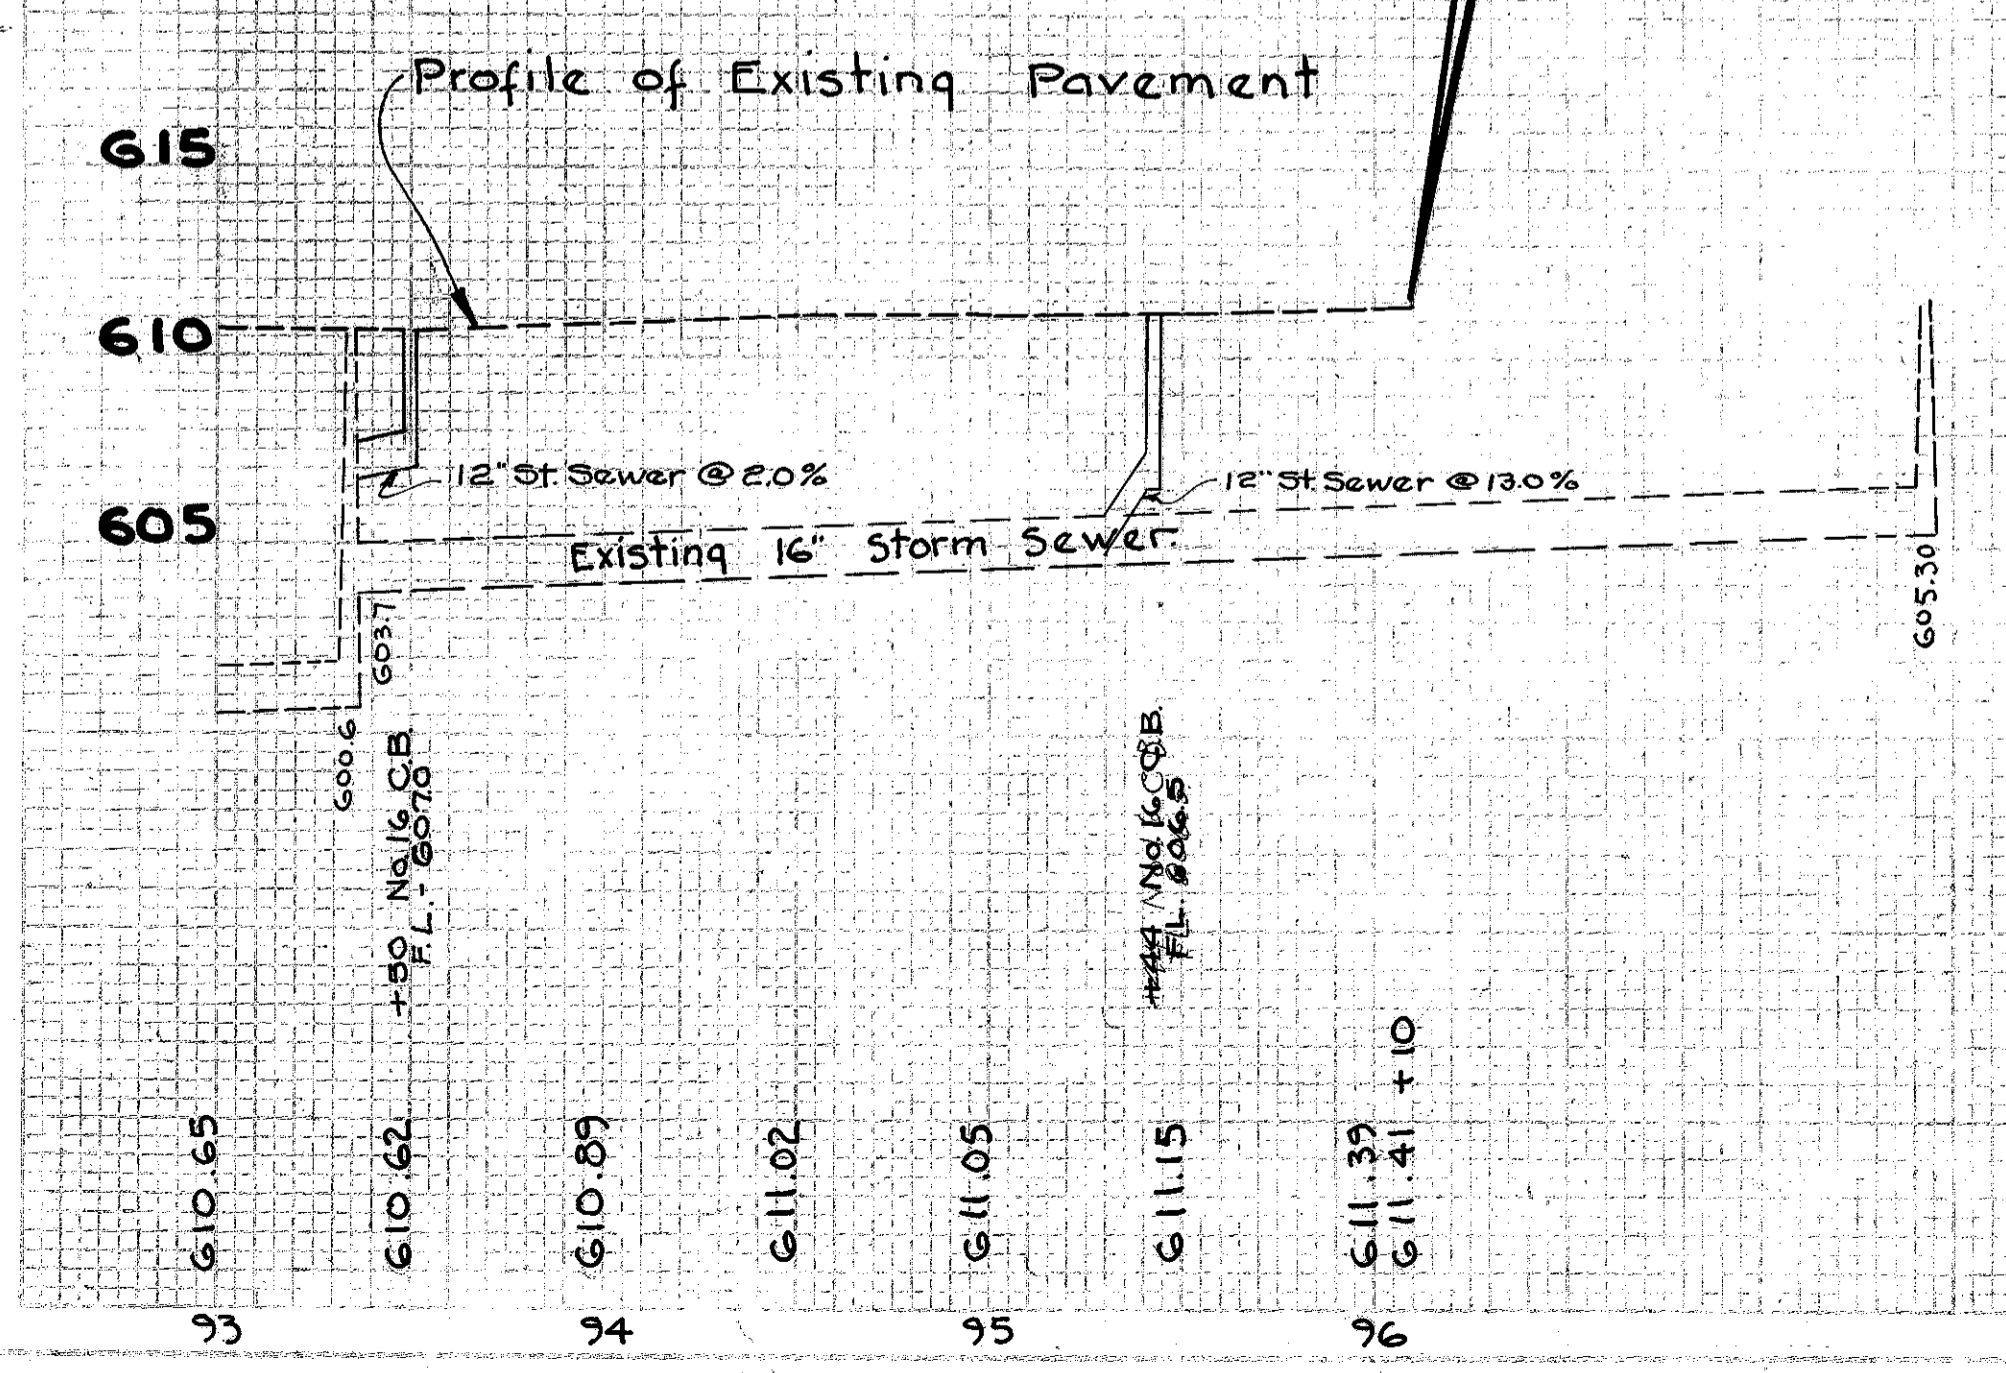 Profile of Existing Pavement
615
610
605
12" St. Sewer @ 2.0%
12" St. Sewer @ 13.0%
Existing 16" Storm Sewer.
603.7
600.6
605.30
+50 No.16 C.B.
F.L. - 607.0
+44 No.16 C.B.
F.L. 606.5
610.65
610.62
610.89
611.02
611.05
611.15
611.39
611.41 +10
93
94
95
96